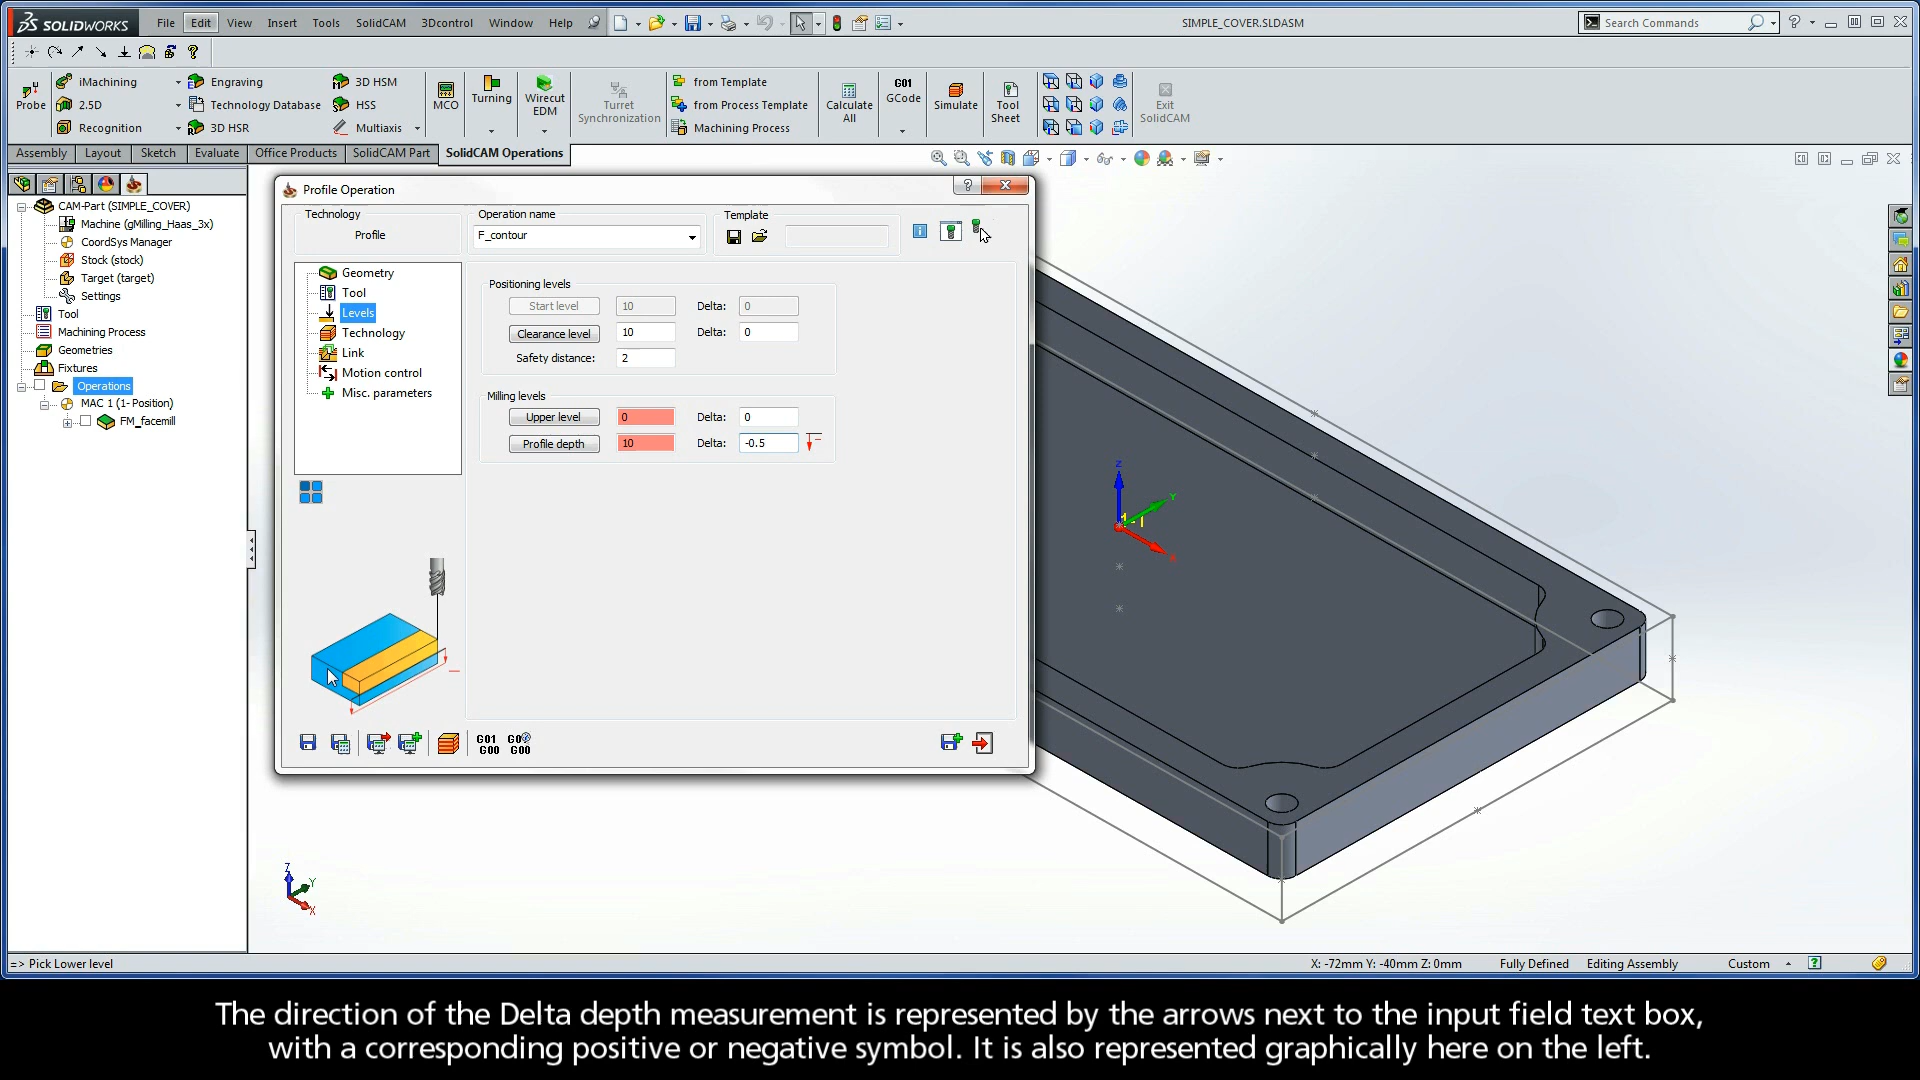 SOLIDWORKS File Edit View Insert Tools SolidCAM 3Dcontrol Window Help SIMPLE_COVER.SLDASM Search Commands
Probe
iMachining
2.5D
Recognition
Engraving
Technology Database
3D HSR
3D HSM
HSS
Multiaxis
MCO
Turning
Wirecut
EDM
Turret
Synchronization
from Template
from Process Template
Machining Process
Calculate
All
G01
GCode
Simulate
Tool
Sheet
Exit
SolidCAM
Assembly Layout Sketch Evaluate Office Products SolidCAM Part SolidCAM Operations
CAM-Part (SIMPLE_COVER)
Machine (gMilling_Haas_3x)
CoordSys Manager
Stock (stock)
Target (target)
Settings
Tool
Machining Process
Geometries
Fixtures
Operations
MAC 1 (1- Position)
FM_facemill
Profile Operation
Technology
Profile
Operation name
F_contour
Template
Geometry
Tool
Levels
Technology
Link
Motion control
Misc. parameters
Positioning levels
Start level 10 Delta: 0
Clearance level 10 Delta: 0
Safety distance: 2
Milling levels
Upper level 0 Delta: 0
Profile depth 10 Delta: -0.5
G01 G0
G00 G00
Z
Y
X
Z
Y
X
=> Pick Lower level X: -72mm Y: -40mm Z: 0mm Fully Defined Editing Assembly Custom
The direction of the Delta depth measurement is represented by the arrows next to the input field text box,
with a corresponding positive or negative symbol. It is also represented graphically here on the left.